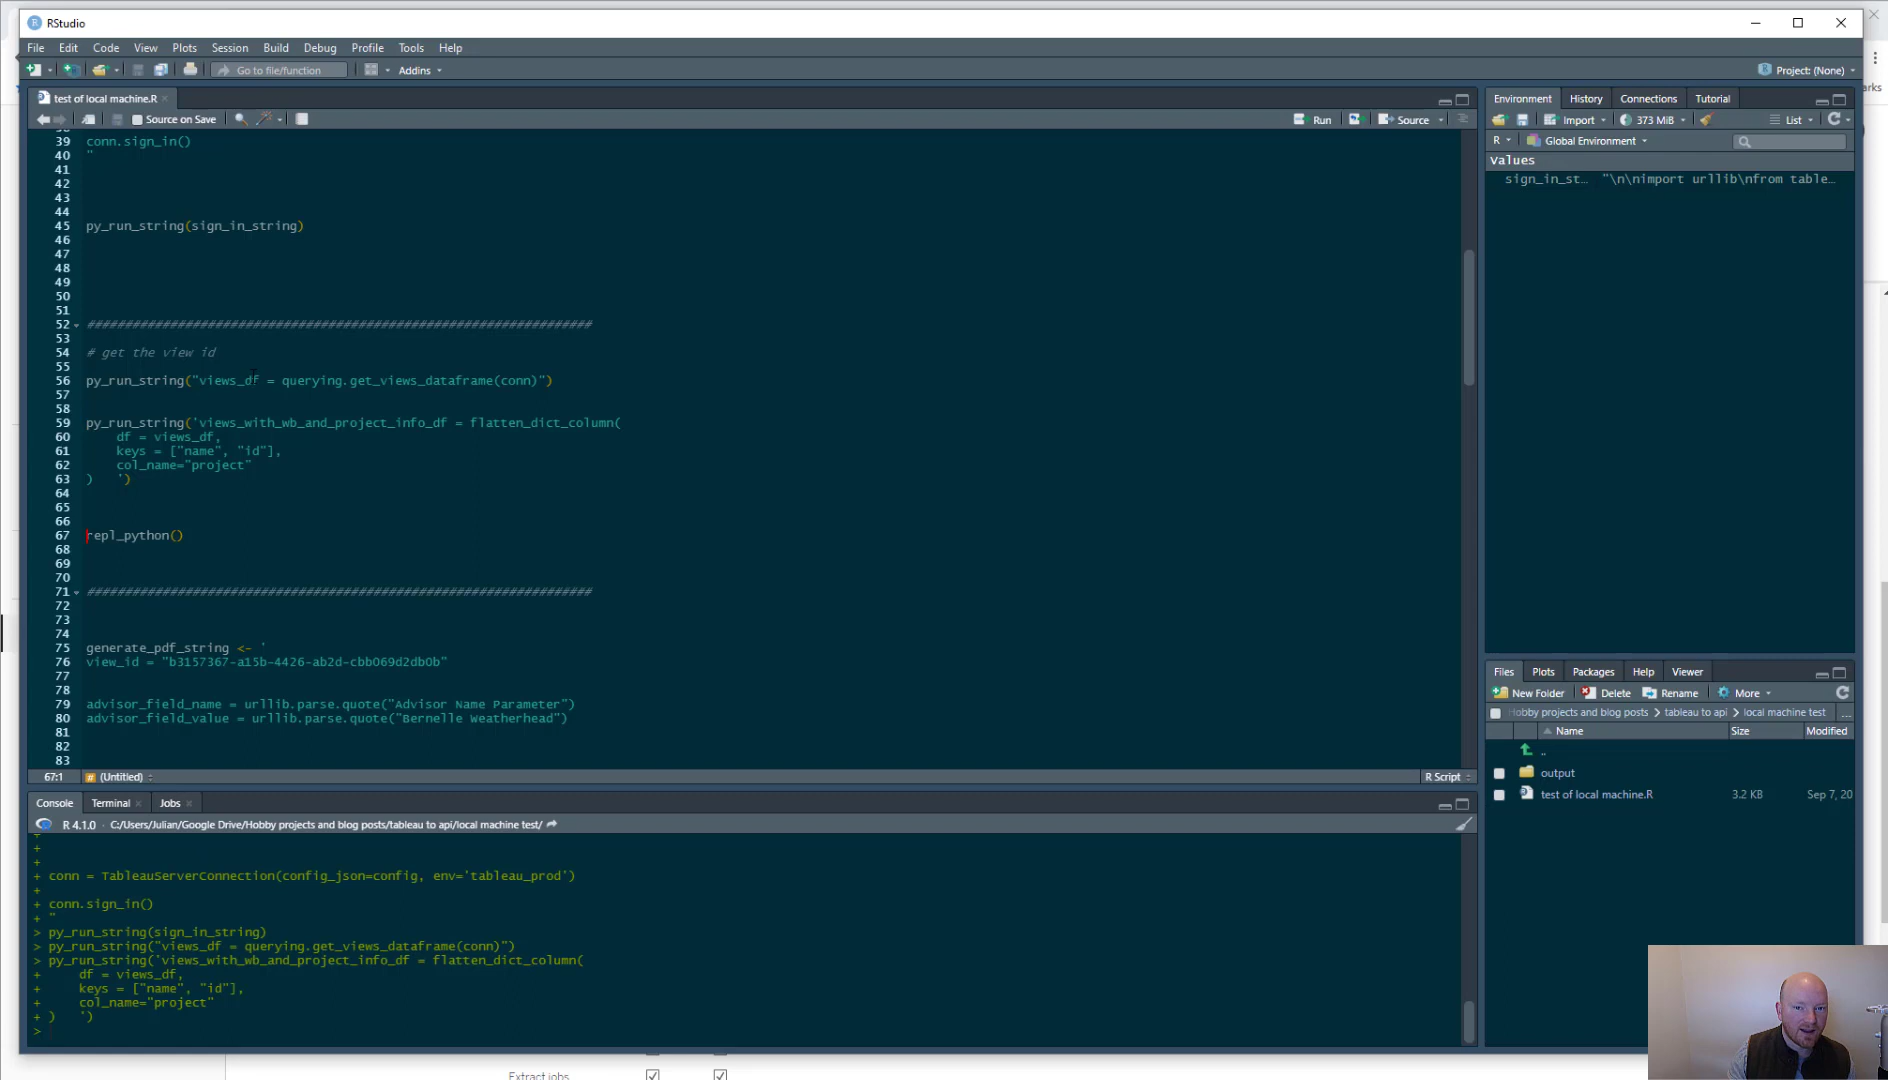 RStudio
File Edit Code View Plots Session Build Debug Profile Tools Help
Go to file/function Addins Project: (None)
test of local machine.R
Source on Save Run Source
39 conn.sign_in()
40 "
41
42
43
44
45 py_run_string(sign_in_string)
46
47
48
49
50
51
52 ###################################################################
53
54 # get the view id
55
56 py_run_string("views_df = querying.get_views_dataframe(conn)")
57
58
59 py_run_string('views_with_wb_and_project_info_df = flatten_dict_column(
60 df = views_df,
61 keys = ["name", "id"],
62 col_name="project"
63 ) ')
64
65
66
67 repl_python()
68
69
70
71 ###################################################################
72
73
74
75 generate_pdf_string <- '
76 view_id = "b3157367-a15b-4426-ab2d-cbb069d2db0b"
77
78
79 advisor_field_name = urllib.parse.quote("Advisor Name Parameter")
80 advisor_field_value = urllib.parse.quote("Bernelle Weatherhead")
81
82
83
67:1 (Untitled) R Script
Console Terminal Jobs
R 4.1.0 · C:/Users/Julian/Google Drive/Hobby projects and blog posts/tableau to api/local machine test/
+
+
+
+ conn = TableauServerConnection(config_json=config, env='tableau_prod')
+
+ conn.sign_in()
+ "
> py_run_string(sign_in_string)
> py_run_string("views_df = querying.get_views_dataframe(conn)")
> py_run_string('views_with_wb_and_project_info_df = flatten_dict_column(
+ df = views_df,
+ keys = ["name", "id"],
+ col_name="project"
+ ) ')
>
Environment History Connections Tutorial
Import 373 MiB List
R Global Environment
Values
sign_in_st… "\n\nimport urllib\nfrom table…
Files Plots Packages Help Viewer
New Folder Delete Rename More
Hobby projects and blog posts tableau to api local machine test ...
Name Size Modified
..
output
test of local machine.R 3.2 KB Sep 7, 20
arks
Extract jobs